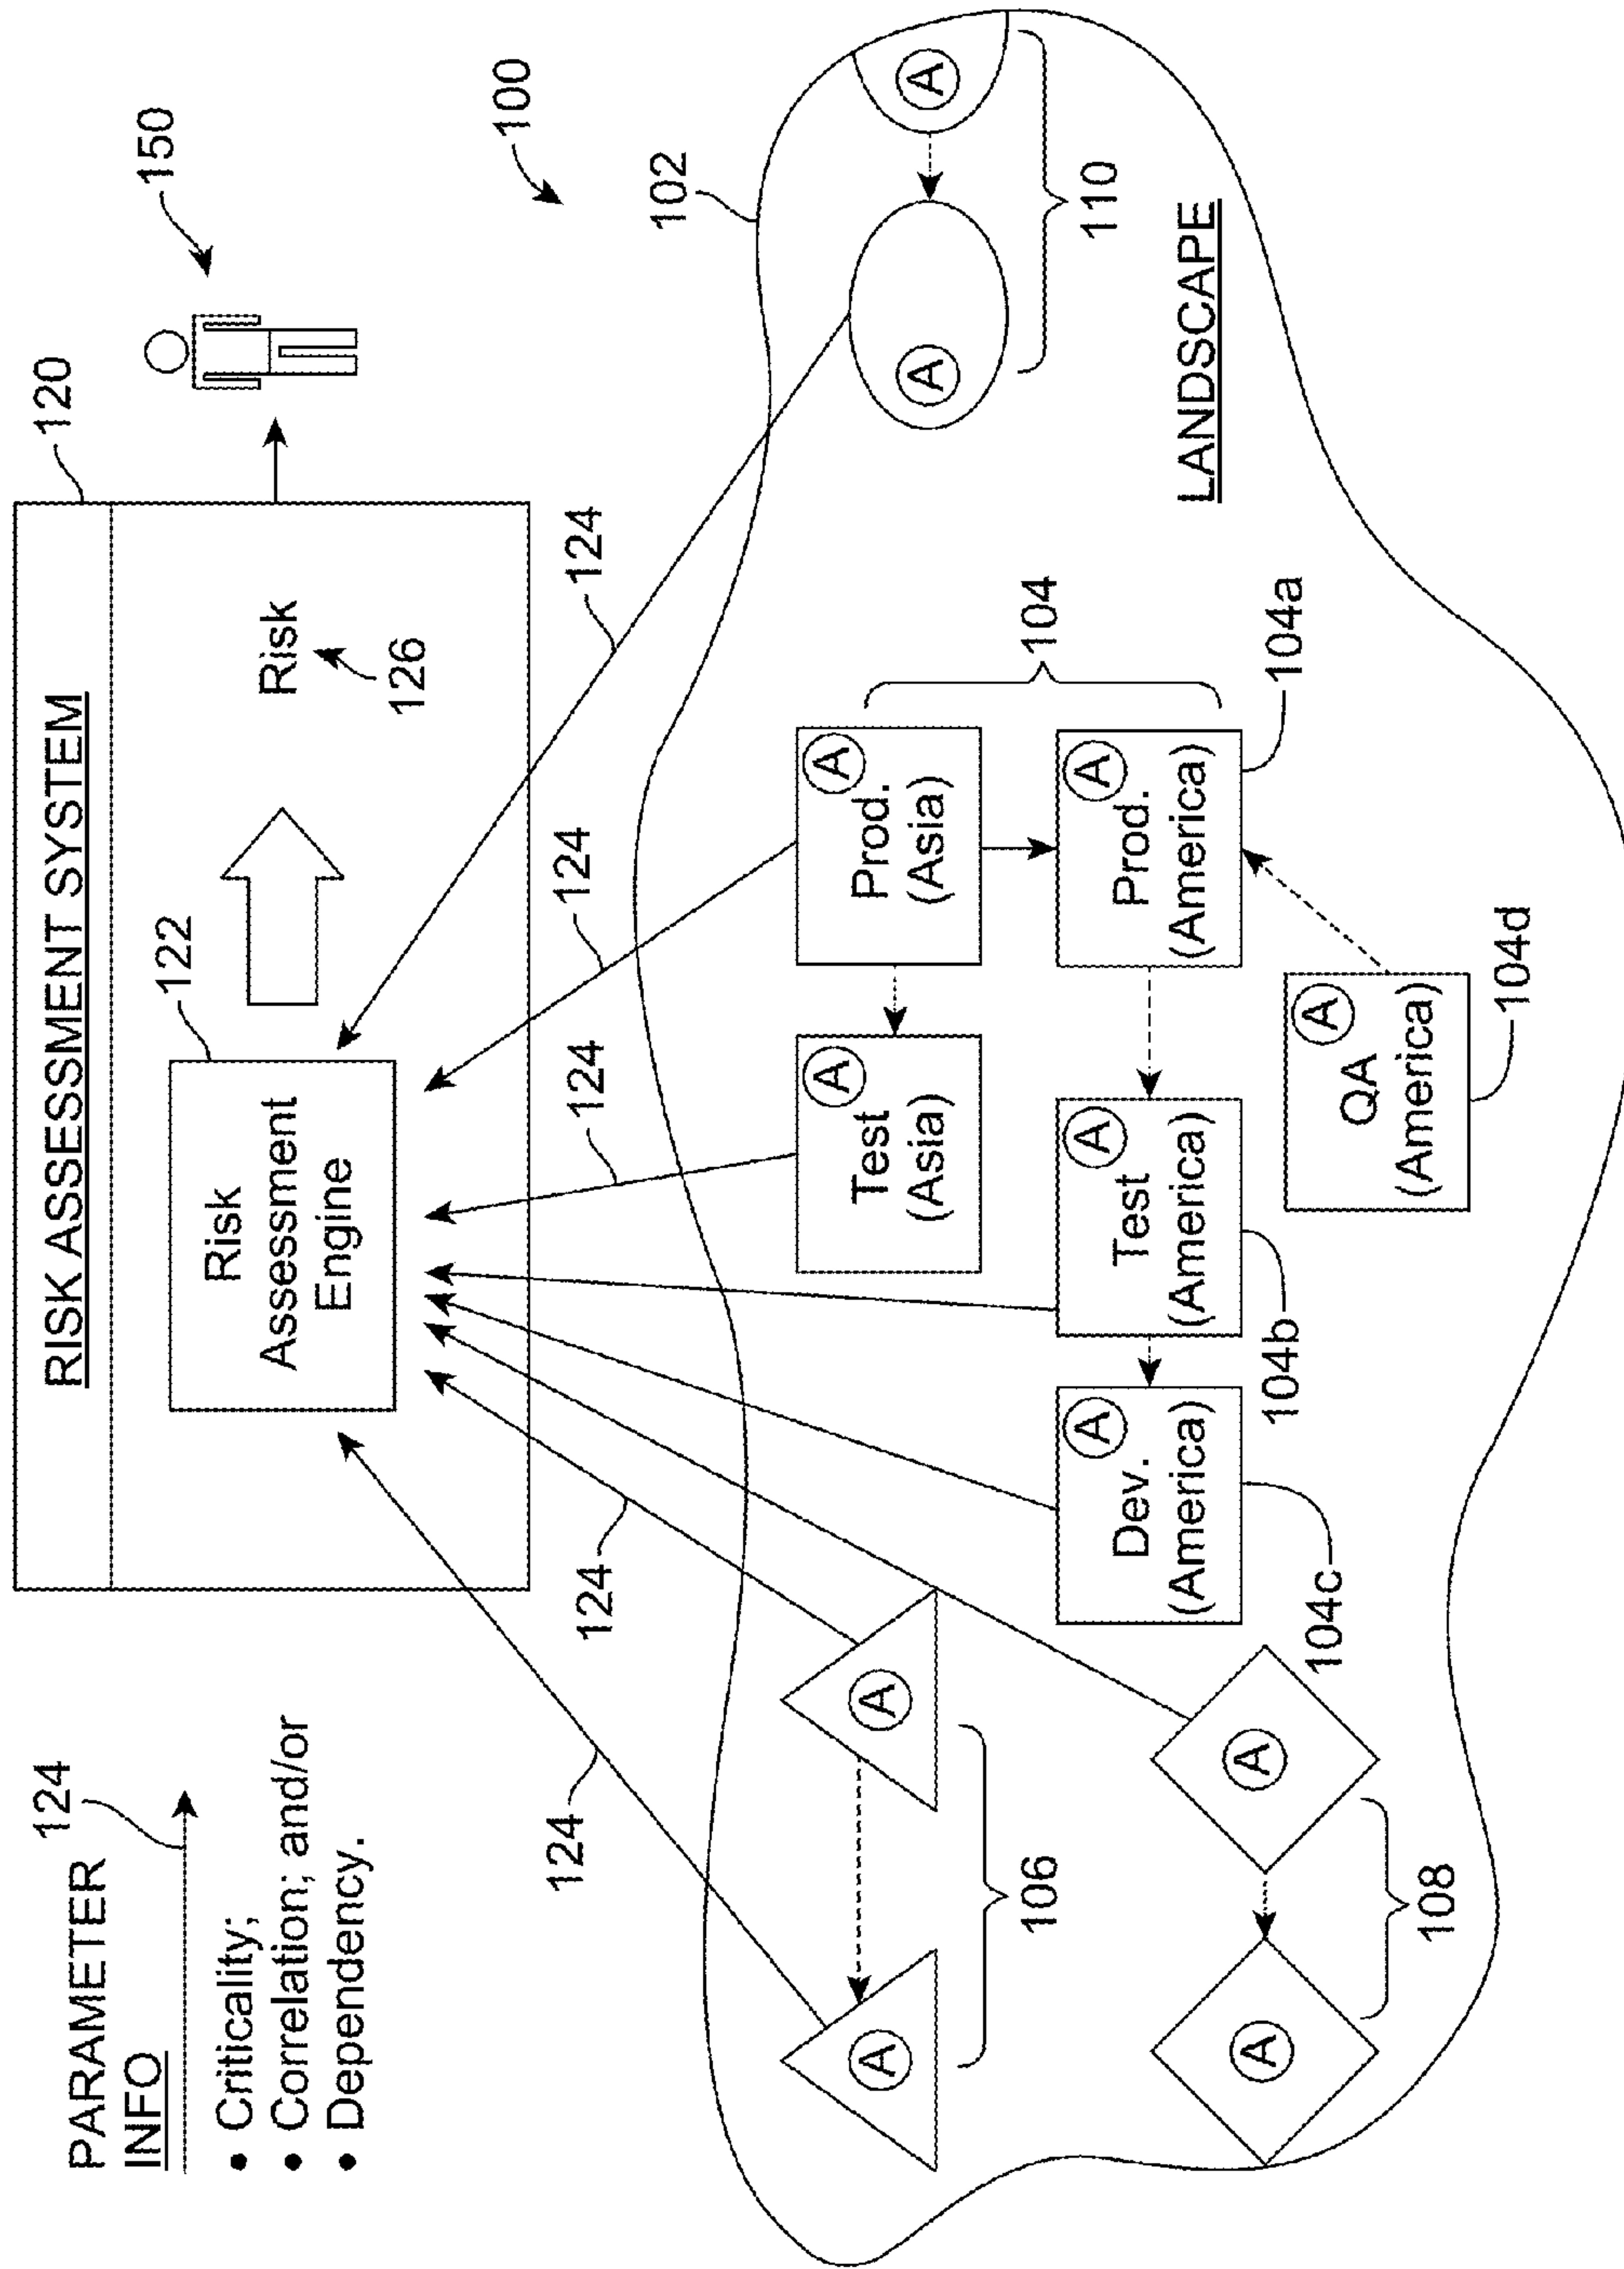 PARAMETER
INFO
124
• Criticality;
• Correlation; and/or
• Dependency.
RISK ASSESSMENT SYSTEM
120
122
Risk
Assessment
Engine
Risk
126
150
100
124
124
124
124
124
102
A
A
106
A
A
108
A
Test
(Asia)
A
Prod.
(Asia)
104
A
Dev.
(America)
104c
A
Test
(America)
104b
A
Prod.
(America)
104a
A
QA
(America)
104d
A
A
110
LANDSCAPE